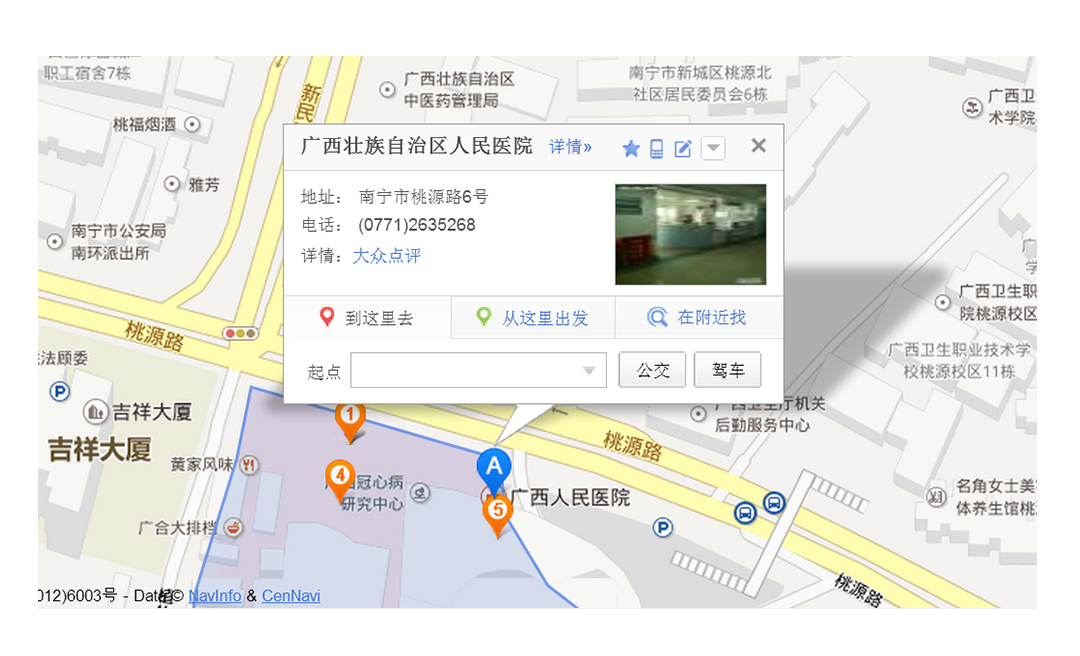 职工宿舍7栋
广西壮族自治区
中医药管理局
南宁市新城区桃源北
社区居民委员会6栋
广西卫
术学院
新
民
桃福烟酒
雅芳
南宁市公安局
南环派出所
广西壮族自治区人民医院 详情»
地址: 南宁市桃源路6号
电话: (0771)2635268
详情: 大众点评
到这里去 从这里出发 在附近找
起点 公交 驾车
广西卫生职
院桃源校区
广西卫生职业技术学
校桃源校区11栋
桃源路
法顾委
P
吉祥大厦
吉祥大厦
黄家风味
广合大排档
1
4
冠心病
研究中心
A
5
广西人民医院
桃源路
后勤服务中心
P
名角女士美
体养生馆桃
桃源路
012)6003号 - Data © NavInfo & CenNavi